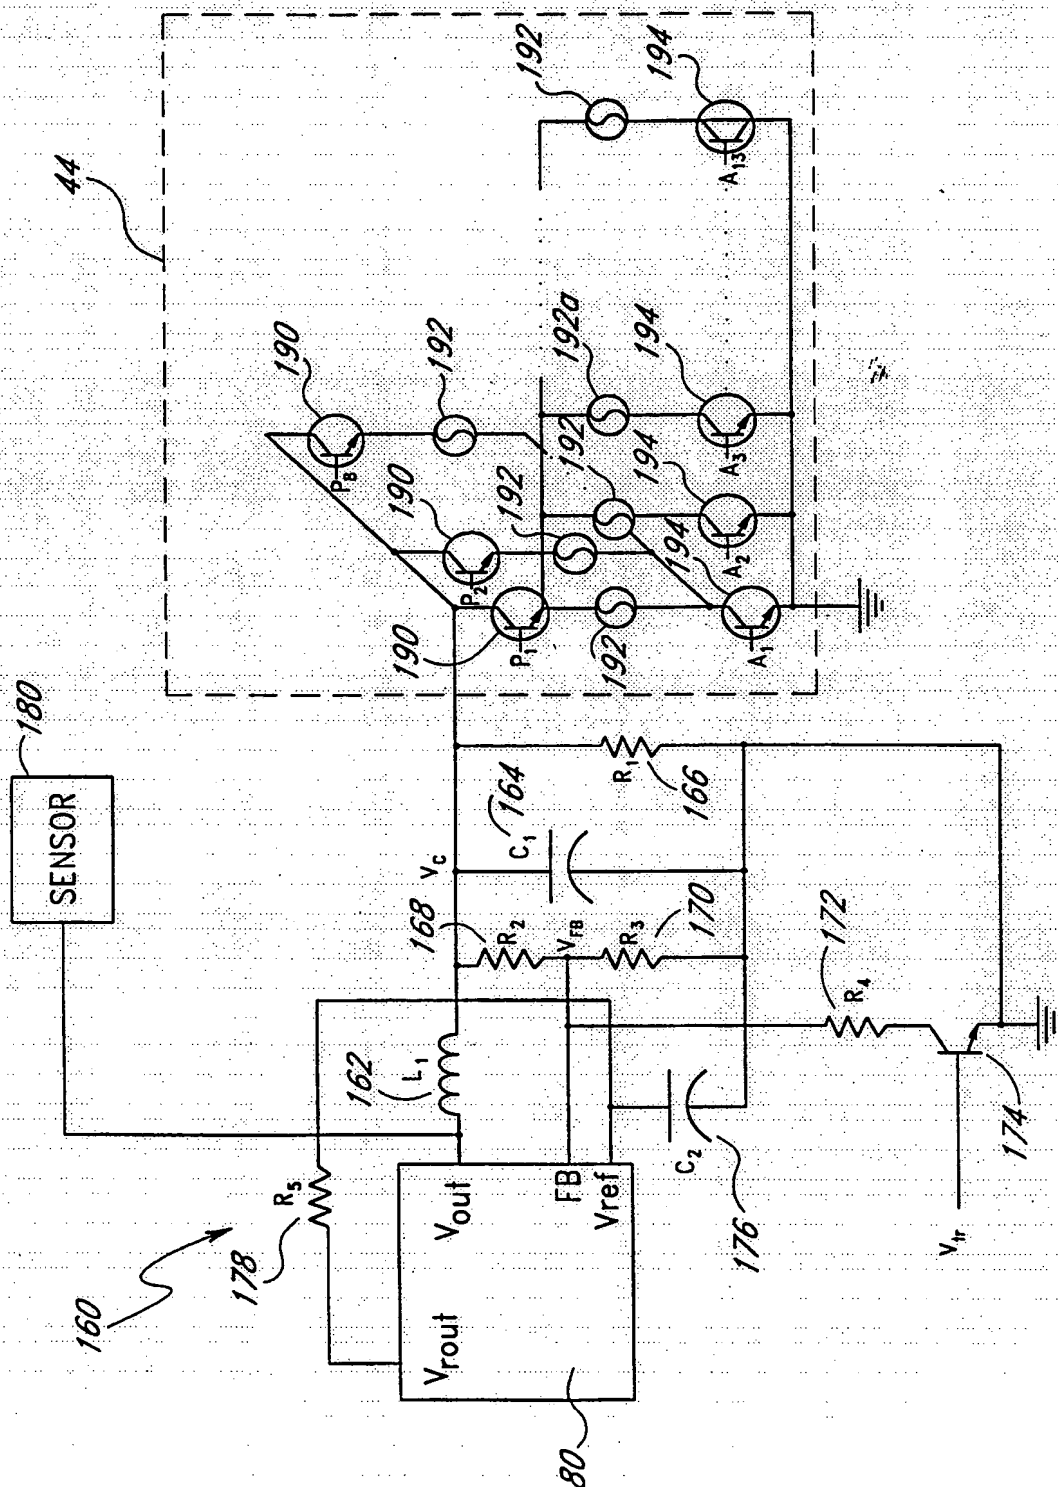 180
SENSOR
44
160
178
R5
190
P8
192
190
P2
192
190
P1
192
162
L1
168
R2
VC
164
C1
Vrout
Vout
FB
Vref
80
VFB
R3
170
R1
166
192
192a
192
194
A1
194
A2
194
A3
194
A13
C2
176
172
R4
174
Vtr